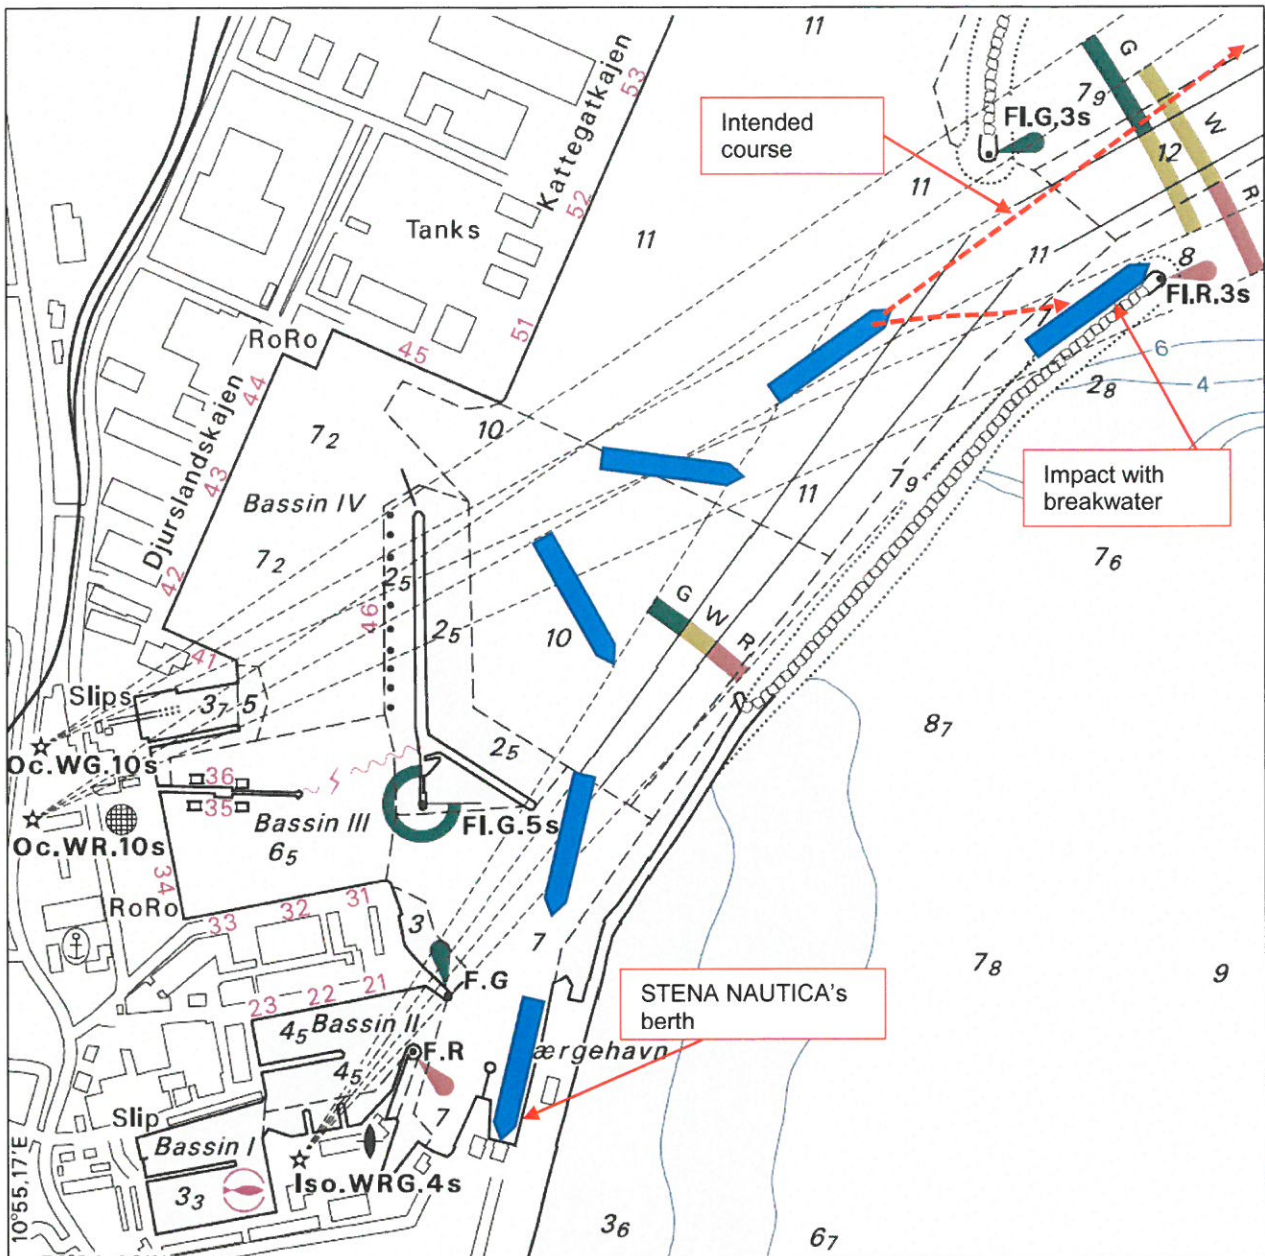 11
11
Kattegatkajen
53
52
51
Intended
course
Fl.G.3s
79
G
W
R
12
11
11
8
Fl.R.3s
Tanks
11
RoRo
45
44
Djurslandskajen
43
42
41
72
10
Bassin IV
72
25
46
25
10
11
79
6
4
28
Impact with
breakwater
76
G
W
R
Slips
37
5
25
87
Oc.WG.10s
36
35
Oc.WR.10s
Bassin III
65
Fl.G.5s
34
RoRo
33
32
31
3
7
78
9
F.G
23
22
21
45
Bassin II
45
F.R
STENA NAUTICA's
berth
ærgehavn
Slip
Bassin I
33
7
Iso.WRG.4s
10°55,17'E
36
67